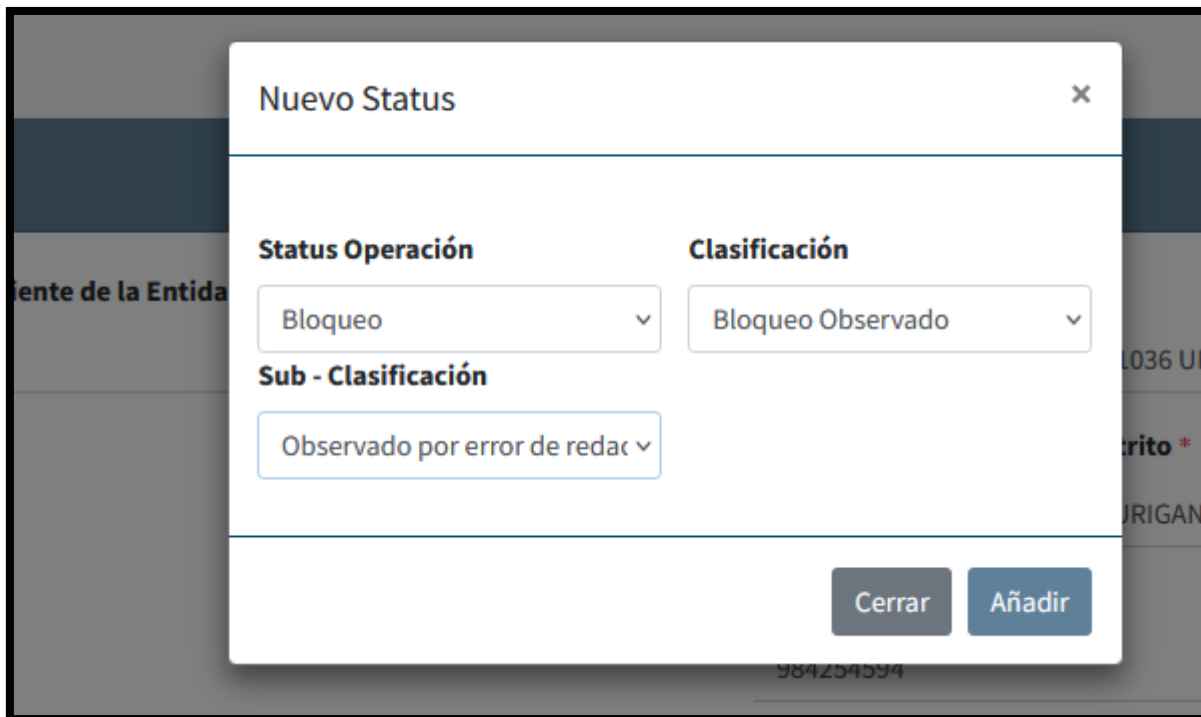 Nuevo Status ×
Status Operación
Clasificación
iente de la Entida
Bloqueo
Bloqueo Observado
1036 U
Sub - Clasificación
Observado por error de redac
trito *
URIGAN
Cerrar
Añadir
984254594